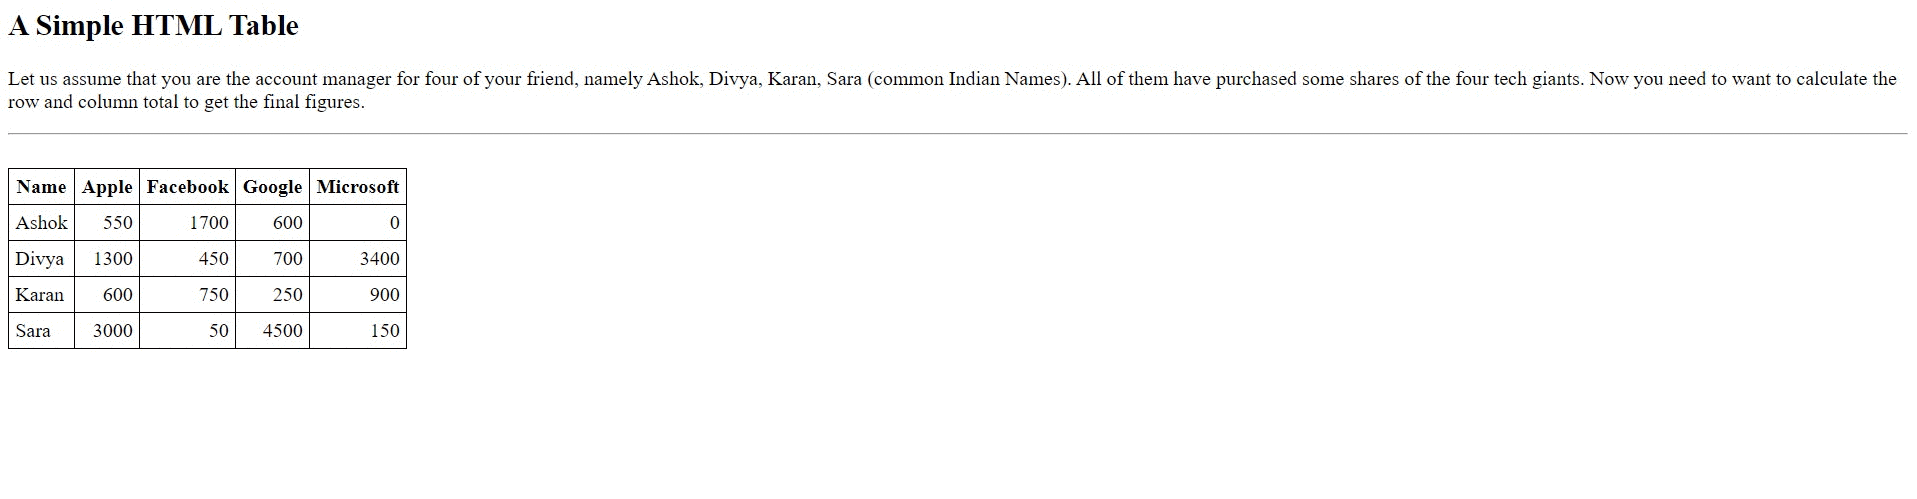 A Simple HTML Table
Let us assume that you are the account manager for four of your friend, namely Ashok, Divya, Karan, Sara (common Indian Names). All of them have purchased some shares of the four tech giants. Now you need to want to calculate the
row and column total to get the final figures.
Name Apple Facebook Google Microsoft
Ashok 550 1700 600 0
Divya 1300 450 700 3400
Karan 600 750 250 900
Sara 3000 50 4500 150